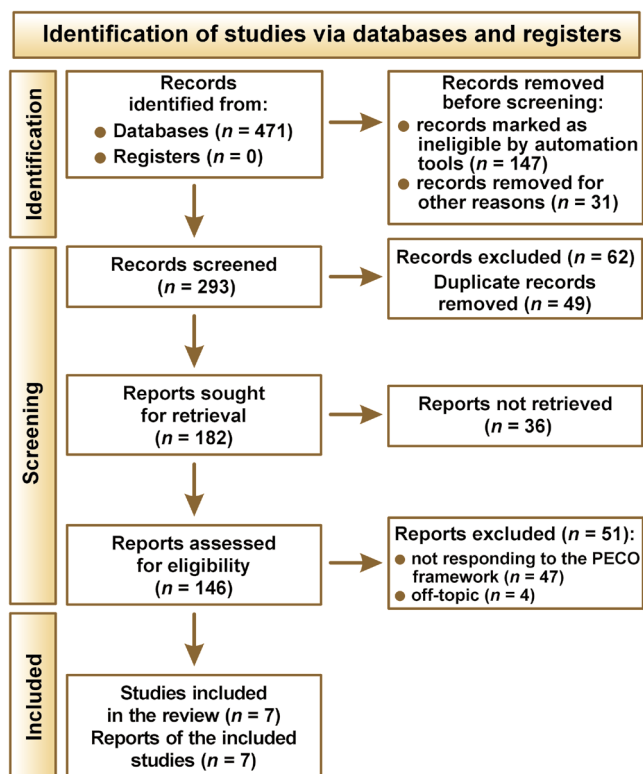 Identification of studies via databases and registers
Identification
Records
identified from:
● Databases (n = 471)
● Registers (n = 0)
Records removed
before screening:
● records marked as
ineligible by automation
tools (n = 147)
● records removed for
other reasons (n = 31)
Screening
Records screened
(n = 293)
Records excluded (n = 62)
Duplicate records
removed (n = 49)
Reports sought
for retrieval
(n = 182)
Reports not retrieved
(n = 36)
Reports assessed
for eligibility
(n = 146)
Reports excluded (n = 51):
● not responding to the PECO
framework (n = 47)
● off-topic (n = 4)
Included
Studies included
in the review (n = 7)
Reports of the included
studies (n = 7)